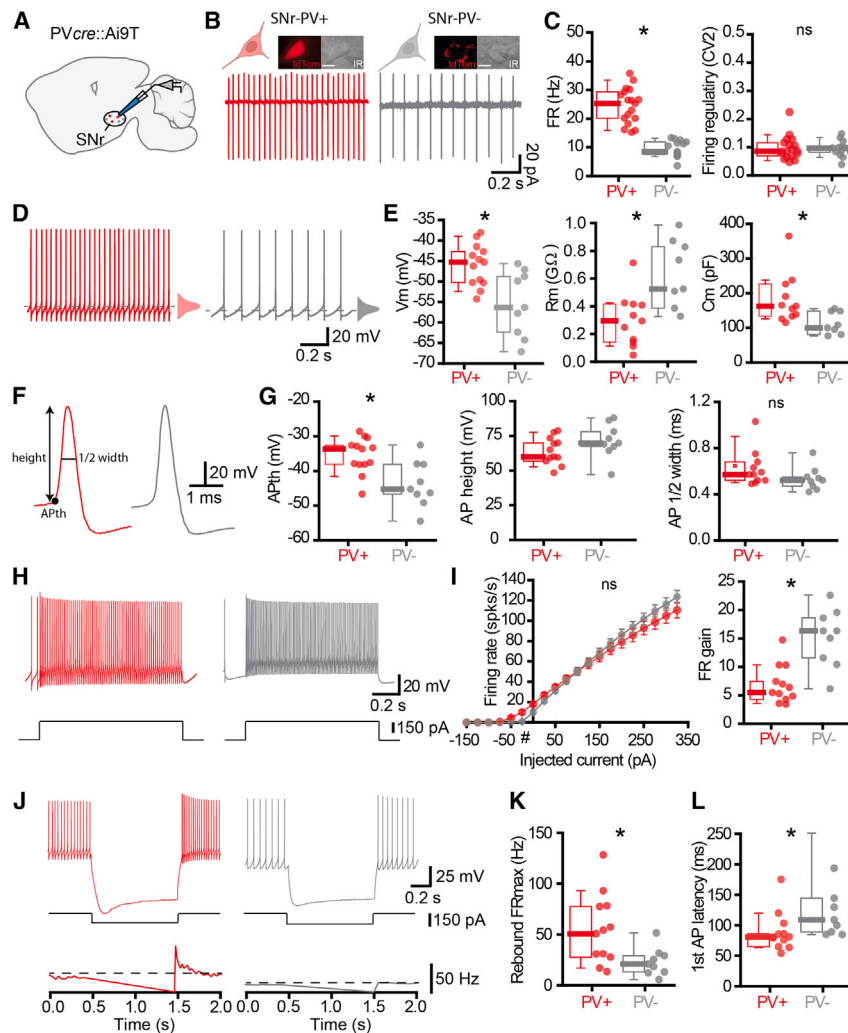 A
PVcre::Ai9T
SNr
B
SNr-PV+
SNr-PV-
tdTom
IR
tdTom
IR
20 pA
0.2 s
C
*
ns
FR (Hz)
50
40
30
20
10
0
PV+
PV-
Firing regulatiry (CV2)
0.5
0.4
0.3
0.2
0.1
0
PV+
PV-
D
20 mV
0.2 s
E
*
Vm (mV)
-35
-40
-45
-50
-55
-60
-65
-70
PV+
PV-
*
Rm (GΩ)
1.0
0.8
0.6
0.4
0.2
0.0
PV+
PV-
*
Cm (pF)
400
300
200
100
0
PV+
PV-
F
height
1/2 width
APth
20 mV
1 ms
G
*
APth (mV)
-20
-30
-40
-50
-60
PV+
PV-
AP height (mV)
100
75
50
25
0
PV+
PV-
ns
AP 1/2 width (ms)
1.2
1.0
0.8
0.6
0.4
0.2
0.0
PV+
PV-
H
20 mV
0.2 s
150 pA
I
ns
Firing rate (spks/s)
140
120
100
80
60
40
20
0
-150
-50
#
50
150
250
350
Injected current (pA)
*
FR gain
25
20
15
10
5
0
PV+
PV-
J
25 mV
0.2 s
150 pA
50 Hz
0.0
0.5
1.0
1.5
2.0
Time (s)
0.0
0.5
1.0
1.5
2.0
Time (s)
K
*
Rebound FRmax (Hz)
150
100
50
0
PV+
PV-
L
*
1st AP latency (ms)
250
200
150
100
50
0
PV+
PV-